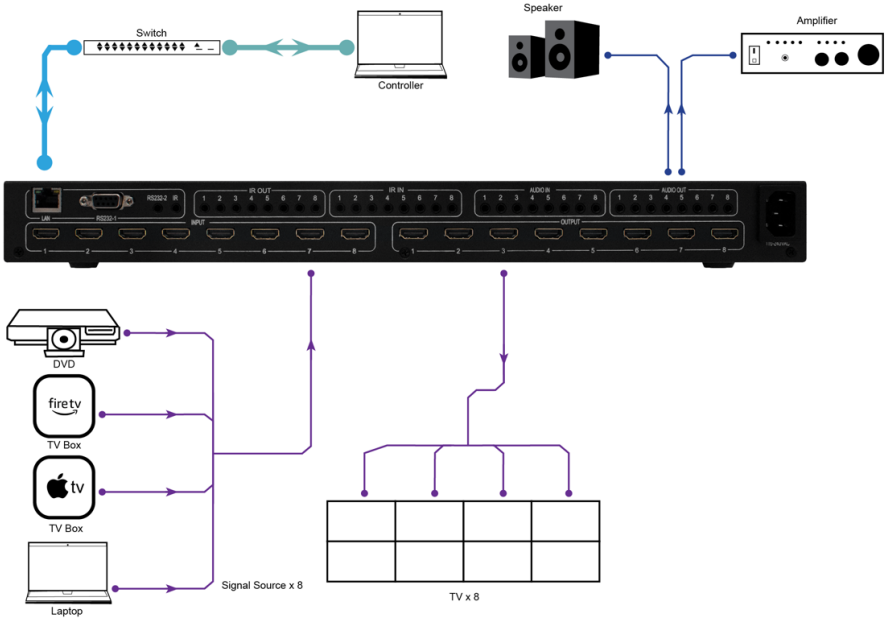 Speaker
Amplifier
Switch
Controller
IR OUT
IR IN
AUDIO IN
AUDIO OUT
RS232-2 IR
1 2 3 4 5 6 7 8
1 2 3 4 5 6 7 8
1 2 3 4 5 6 7 8
1 2 3 4 5 6 7 8
LAN
RS232-1
INPUT
OUTPUT
1 2 3 4 5 6 7 8
1 2 3 4 5 6 7 8
DVD
firetv
TV Box
tv
TV Box
Signal Source x 8
Laptop
TV x 8